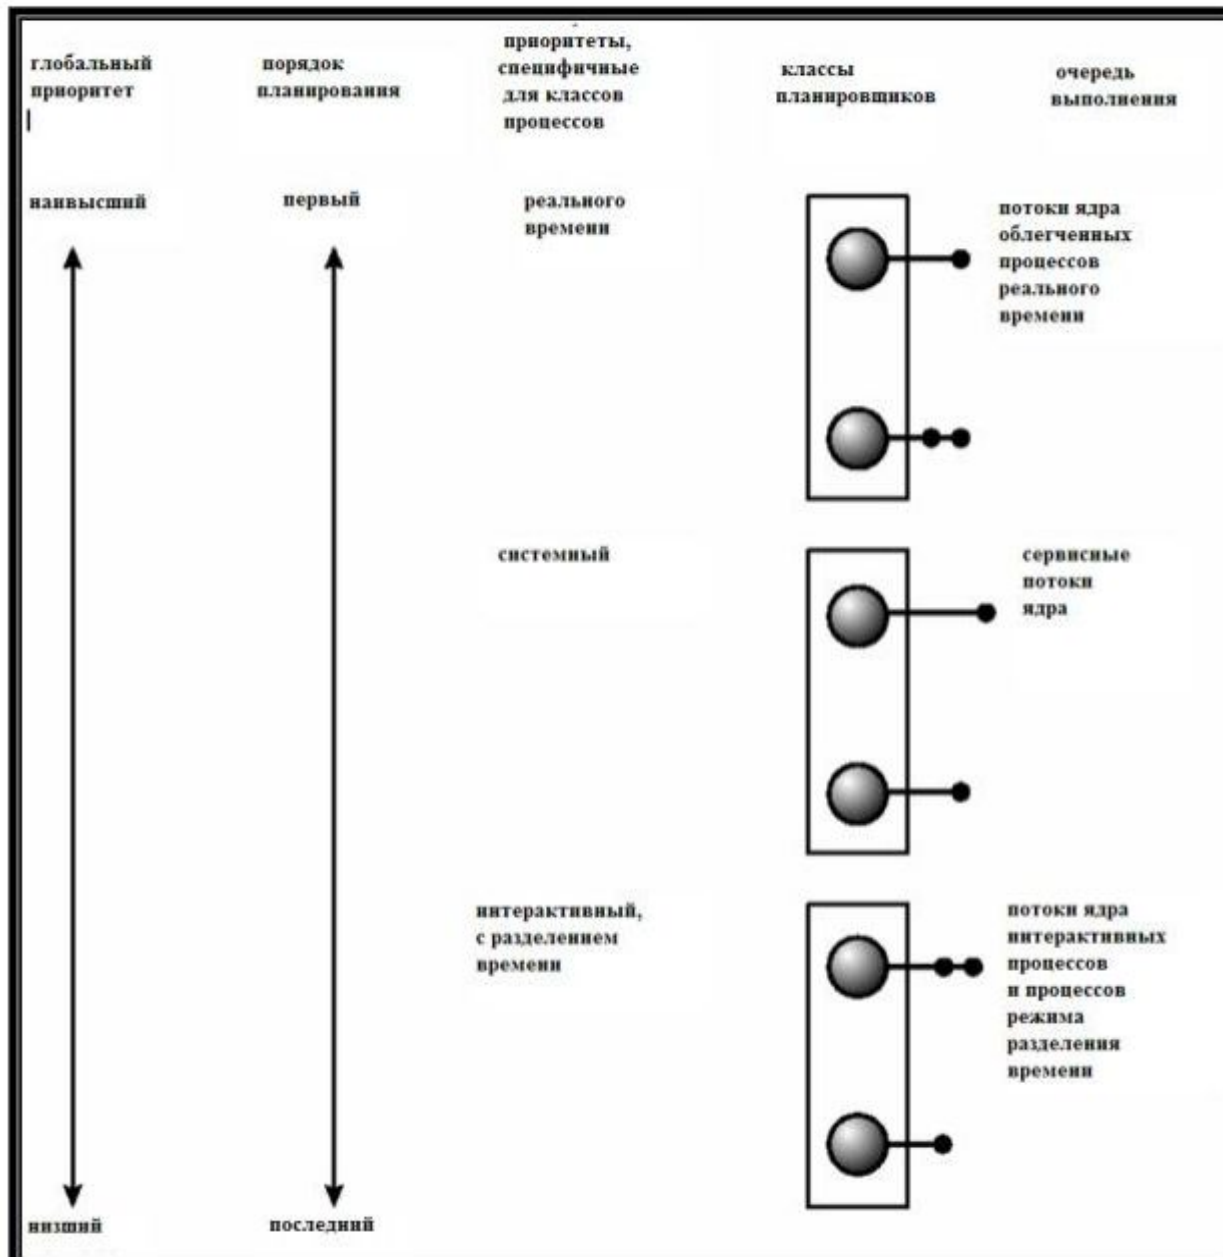 глобальный
приоритет
порядок
планирования
приоритеты,
специфичные
для классов
процессов
классы
планировщиков
очередь
выполнения
наивысший
первый
реального
времени
потоки ядра
облегченных
процессов
реального
времени
системный
сервисные
потоки
ядра
интерактивный,
с разделением
времени
потоки ядра
интерактивных
процессов
и процессов
режима
разделения
времени
низший
последний